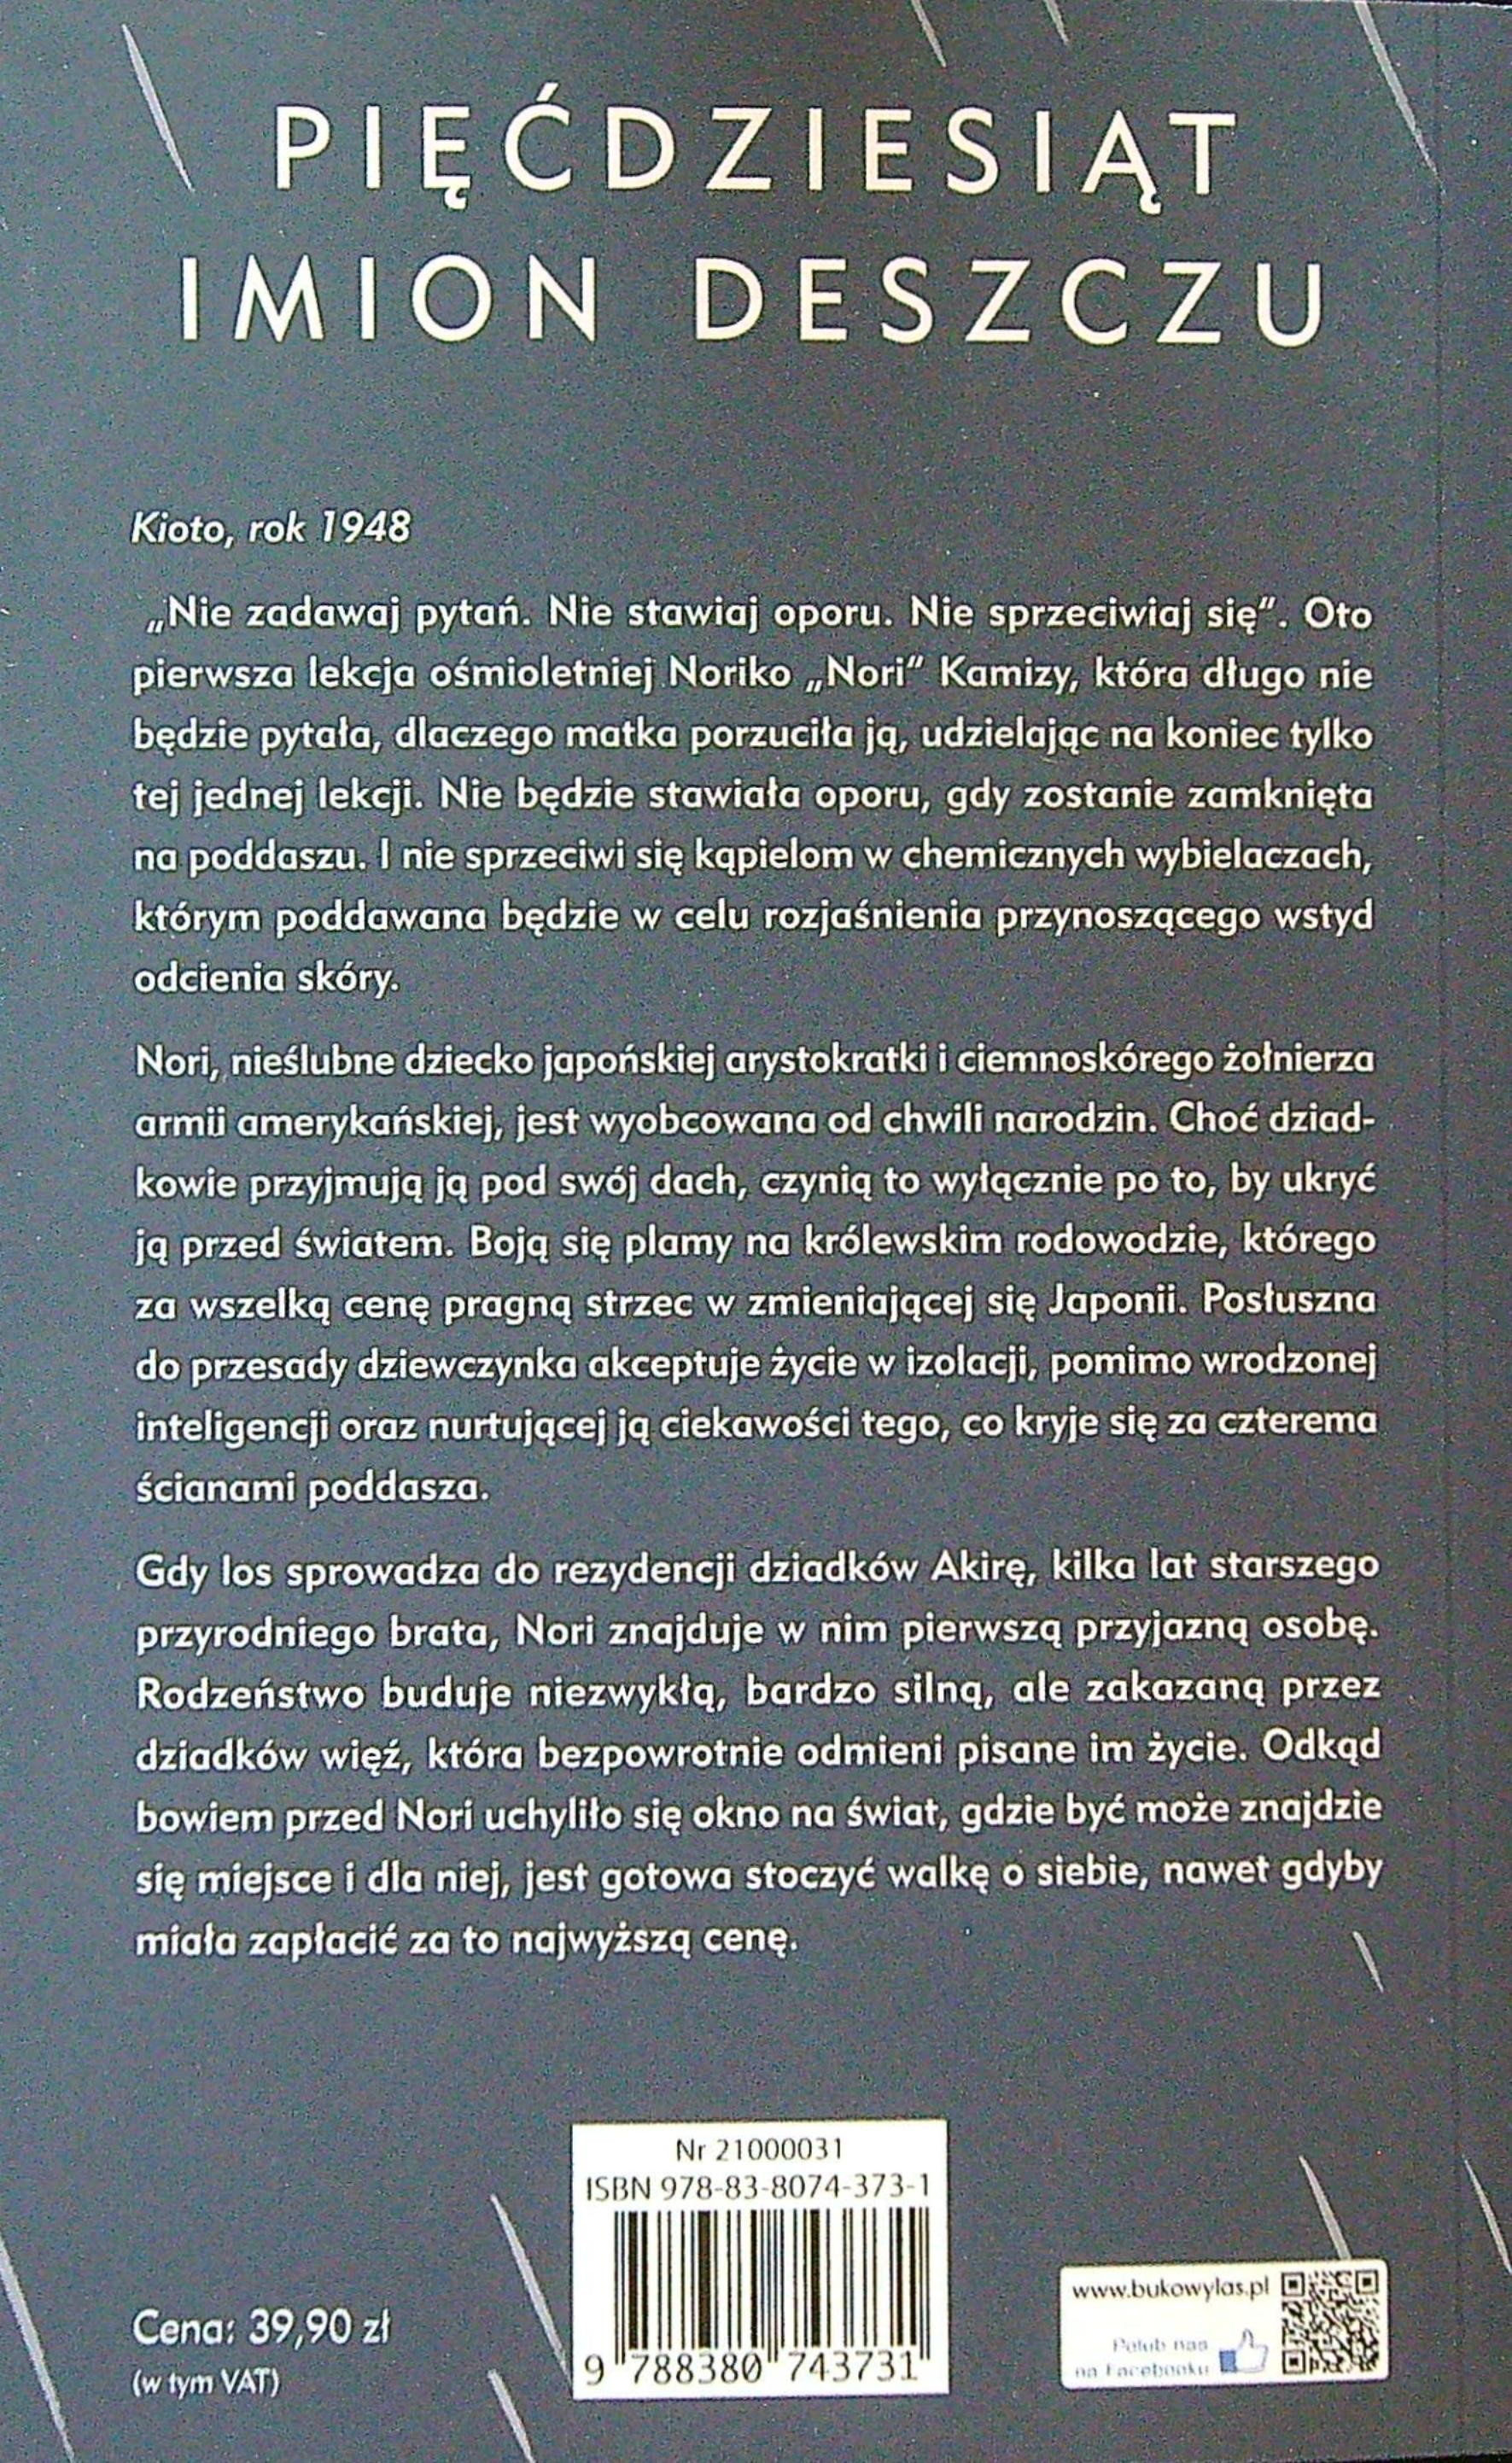 PIĘĆDZIESIĄT
IMION DESZCZU
Kioto, rok 1948
„Nie zadawaj pytań. Nie stawiaj oporu. Nie sprzeciwiaj się”. Oto
pierwsza lekcja ośmioletniej Noriko „Nori” Kamizy, która długo nie
będzie pytała, dlaczego matka porzuciła ją, udzielając na koniec tylko
tej jednej lekcji. Nie będzie stawiała oporu, gdy zostanie zamknięta
na poddaszu. I nie sprzeciwi się kąpielom w chemicznych wybielaczach,
którym poddawana będzie w celu rozjaśnienia przynoszącego wstyd
odcienia skóry.
Nori, nieślubne dziecko japońskiej arystokratki i ciemnoskórego żołnierza
armii amerykańskiej, jest wyobcowana od chwili narodzin. Choć dziad-
kowie przyjmują ją pod swój dach, czynią to wyłącznie po to, by ukryć
ją przed światem. Boją się plamy na królewskim rodowodzie, którego
za wszelką cenę pragną strzec w zmieniającej się Japonii. Posłuszna
do przesady dziewczynka akceptuje życie w izolacji, pomimo wrodzonej
inteligencji oraz nurtującej ją ciekawości tego, co kryje się za czterema
ścianami poddasza.
Gdy los sprowadza do rezydencji dziadków Akirę, kilka lat starszego
przyrodniego brata, Nori znajduje w nim pierwszą przyjazną osobę.
Rodzeństwo buduje niezwykłą, bardzo silną, ale zakazaną przez
dziadków więź, która bezpowrotnie odmieni pisane im życie. Odkąd
bowiem przed Nori uchyliło się okno na świat, gdzie być może znajdzie
się miejsce i dla niej, jest gotowa stoczyć walkę o siebie, nawet gdyby
miała zapłacić za to najwyższą cenę.
Nr 21000031
ISBN 978-83-8074-373-1
9 788380 743731
Cena: 39,90 zł
(w tym VAT)
www.bukowylas.pl
Polub nas
na Facebooku